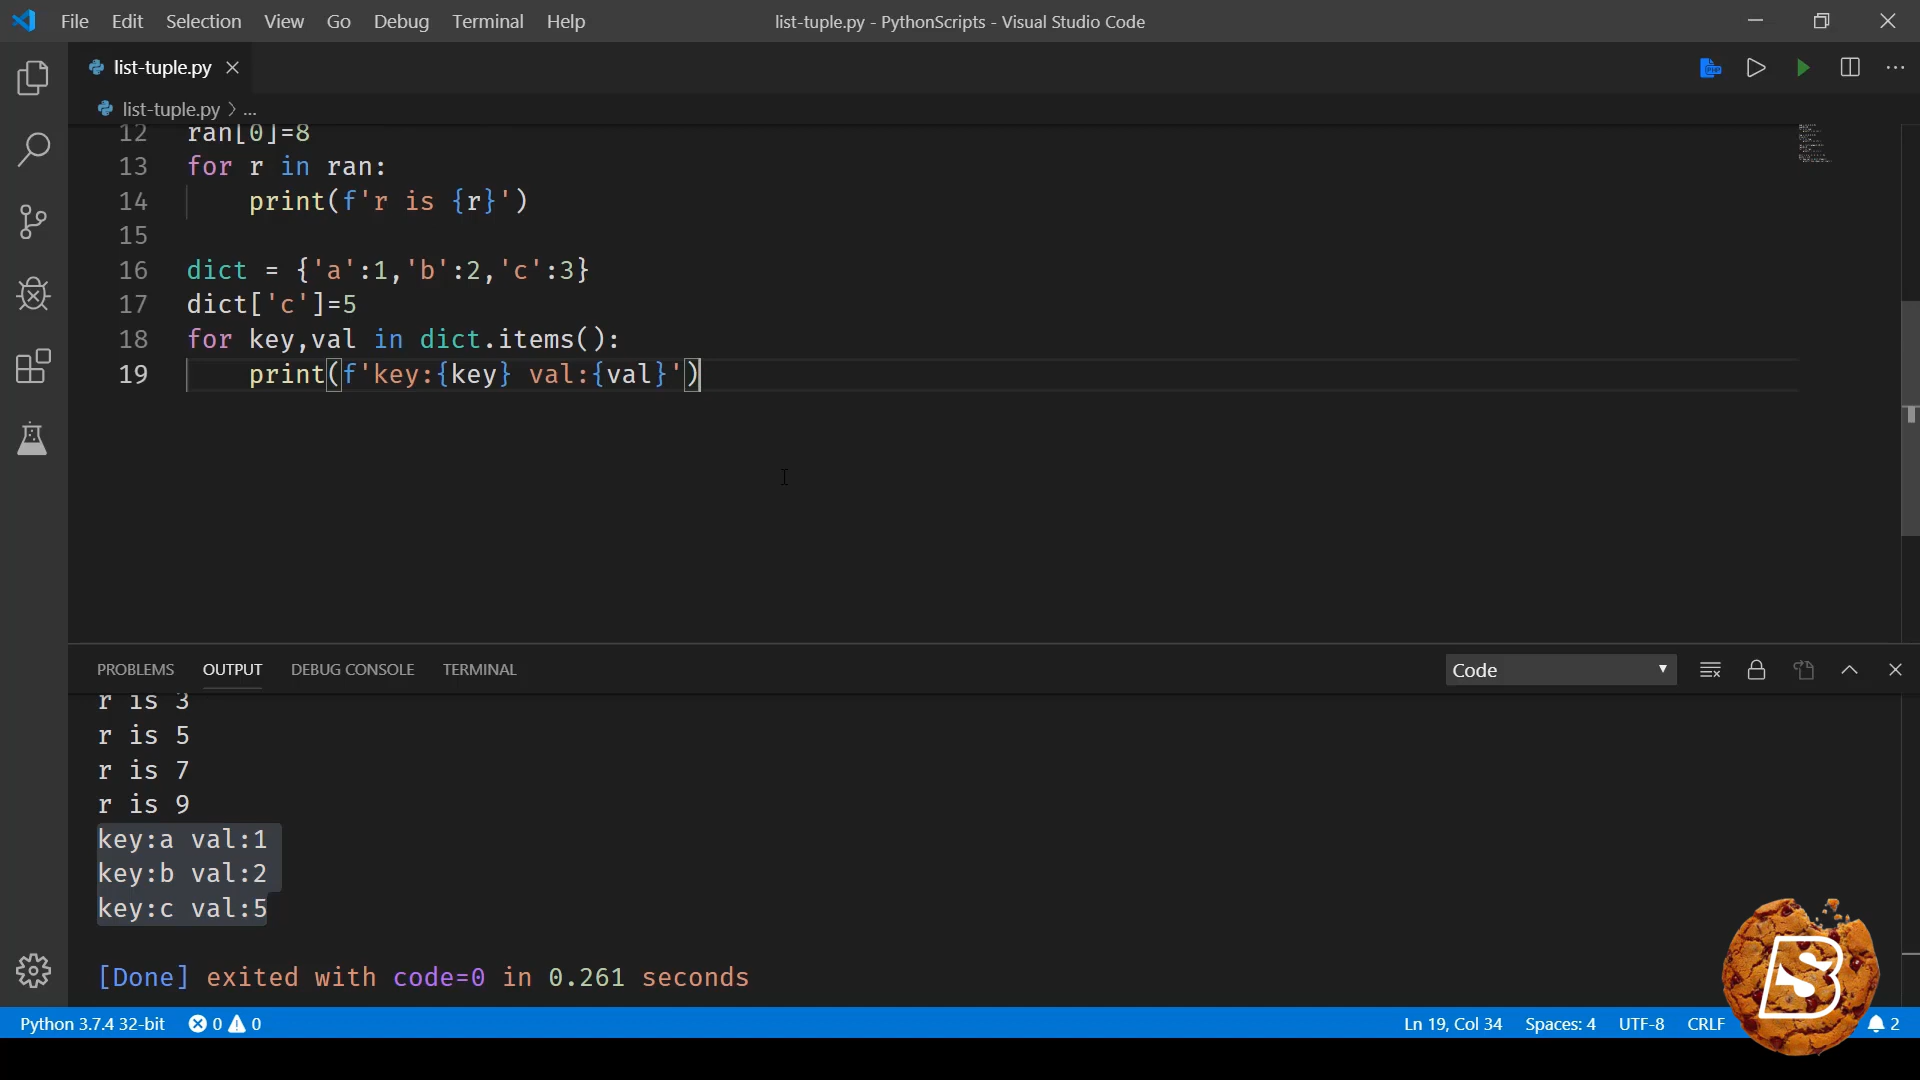 File Edit Selection View Go Debug Terminal Help list-tuple.py - PythonScripts - Visual Studio Code
list-tuple.py
list-tuple.py > ...
12 ran[0]=8
13 for r in ran:
14 print(f'r is {r}')
15
16 dict = {'a':1,'b':2,'c':3}
17 dict['c']=5
18 for key,val in dict.items():
19 print(f'key:{key} val:{val}')
PROBLEMS OUTPUT DEBUG CONSOLE TERMINAL Code
r is 3
r is 5
r is 7
r is 9
key:a val:1
key:b val:2
key:c val:5
[Done] exited with code=0 in 0.261 seconds
Python 3.7.4 32-bit 0 0 Ln 19, Col 34 Spaces: 4 UTF-8 CRLF 2